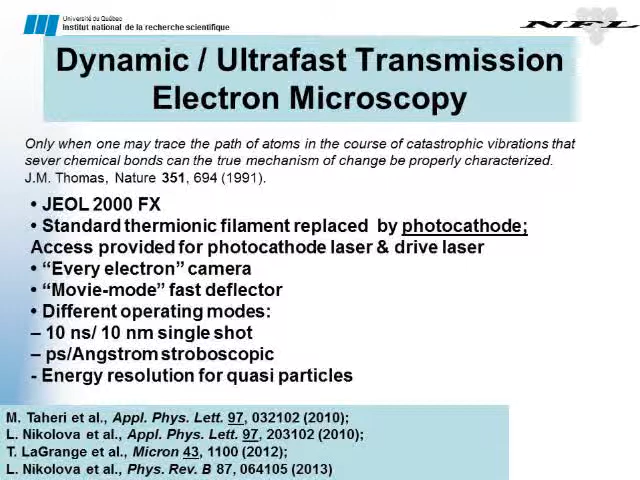 Université du Québec
Institut national de la recherche scientifique
NFL
Dynamic / Ultrafast Transmission
Electron Microscopy
Only when one may trace the path of atoms in the course of catastrophic vibrations that
sever chemical bonds can the true mechanism of change be properly characterized.
J.M. Thomas, Nature 351, 694 (1991).
• JEOL 2000 FX
• Standard thermionic filament replaced by photocathode;
Access provided for photocathode laser & drive laser
• “Every electron” camera
• “Movie-mode” fast deflector
• Different operating modes:
– 10 ns/ 10 nm single shot
– ps/Angstrom stroboscopic
- Energy resolution for quasi particles
M. Taheri et al., Appl. Phys. Lett. 97, 032102 (2010);
L. Nikolova et al., Appl. Phys. Lett. 97, 203102 (2010);
T. LaGrange et al., Micron 43, 1100 (2012);
L. Nikolova et al., Phys. Rev. B 87, 064105 (2013)